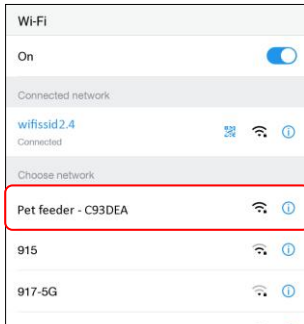 Wi-Fi
On
Connected network
wifissid2.4
Connected
Choose network
Pet feeder - C93DEA
915
917-5G